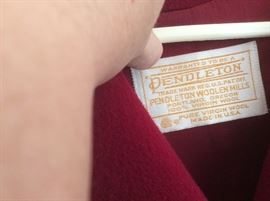 WARRANTED TO BE A
PENDLETON
TRADE MARK REG. U.S. PAT. OFF.
PENDLETON WOOLEN MILLS
PORTLAND, OREGON
100% VIRGIN WOOL
PURE VIRGIN WOOL
MADE IN U.S.A.